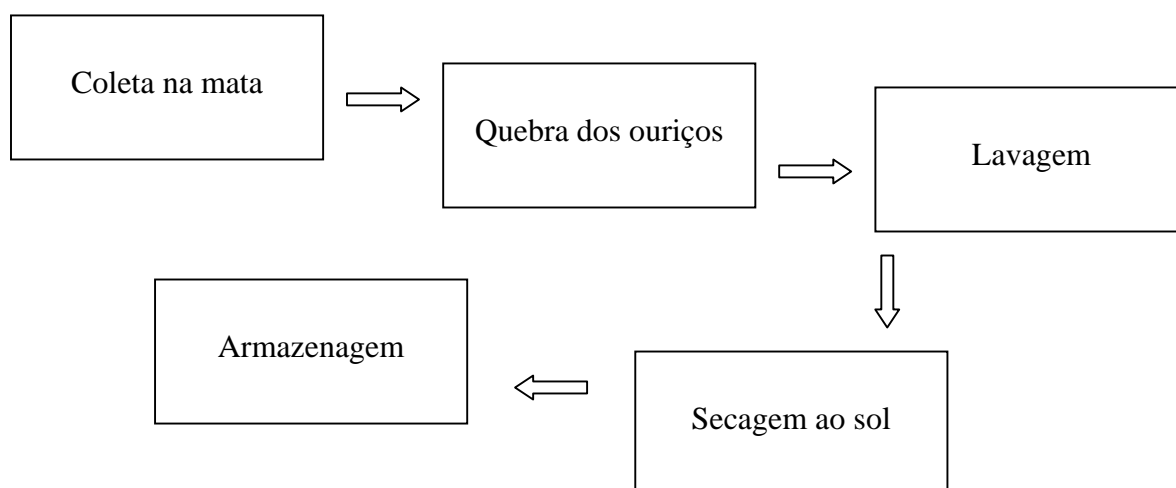 Coleta na mata
Quebra dos ouriços
Lavagem
Secagem ao sol
Armazenagem